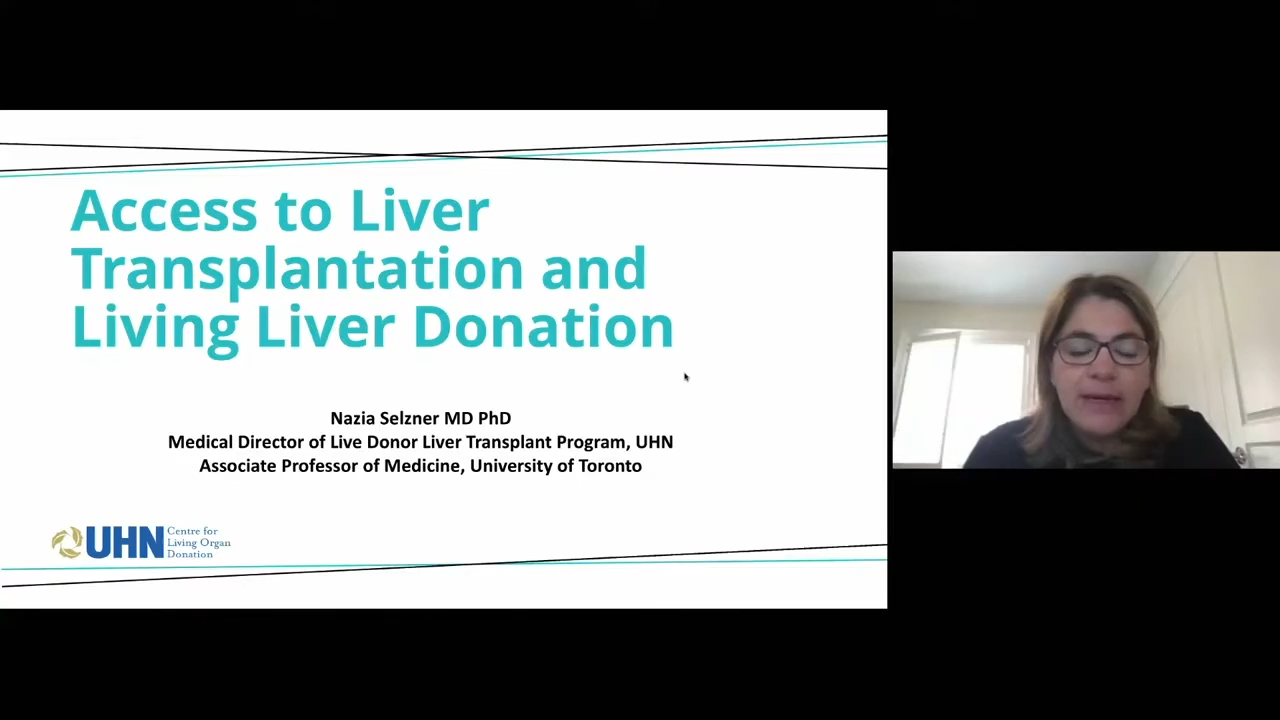 Access to Liver
Transplantation and
Living Liver Donation
Nazia Selzner MD PhD
Medical Director of Live Donor Liver Transplant Program, UHN
Associate Professor of Medicine, University of Toronto
UHN
Centre for
Living Organ
Donation